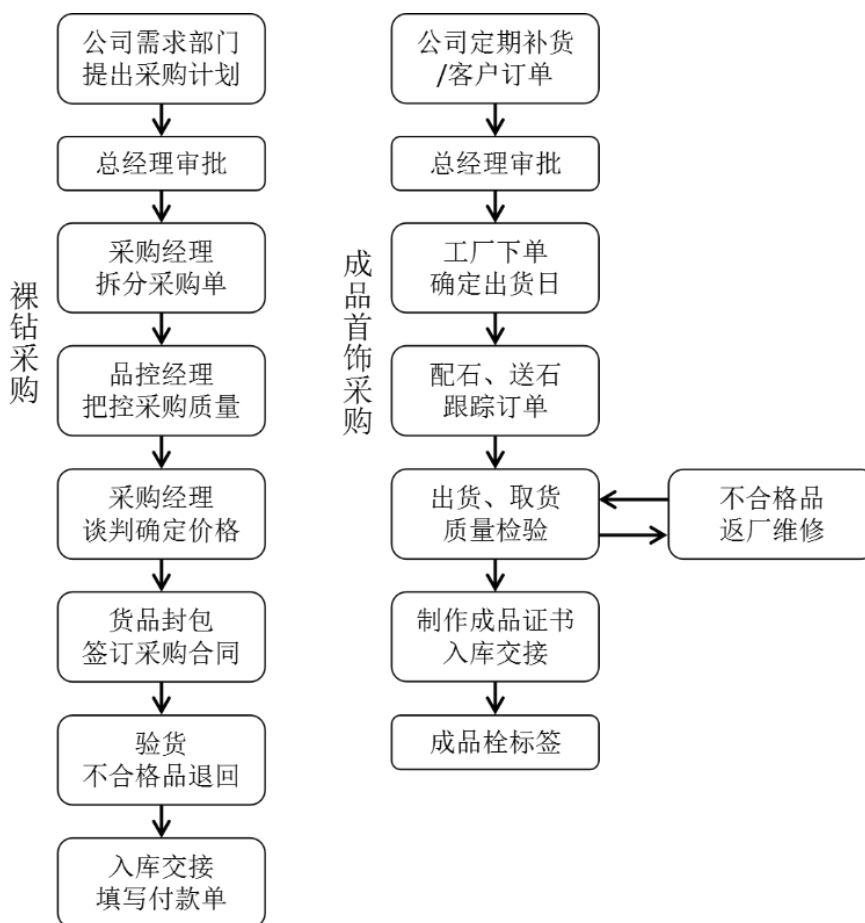 裸钻采购
公司需求部门
提出采购计划
总经理审批
采购经理
拆分采购单
品控经理
把控采购质量
采购经理
谈判确定价格
货品封包
签订采购合同
验货
不合格品退回
入库交接
填写付款单
成品首饰采购
公司定期补货
/客户订单
总经理审批
工厂下单
确定出货日
配石、送石
跟踪订单
出货、取货
质量检验
不合格品
返厂维修
制作成品证书
入库交接
成品栓标签